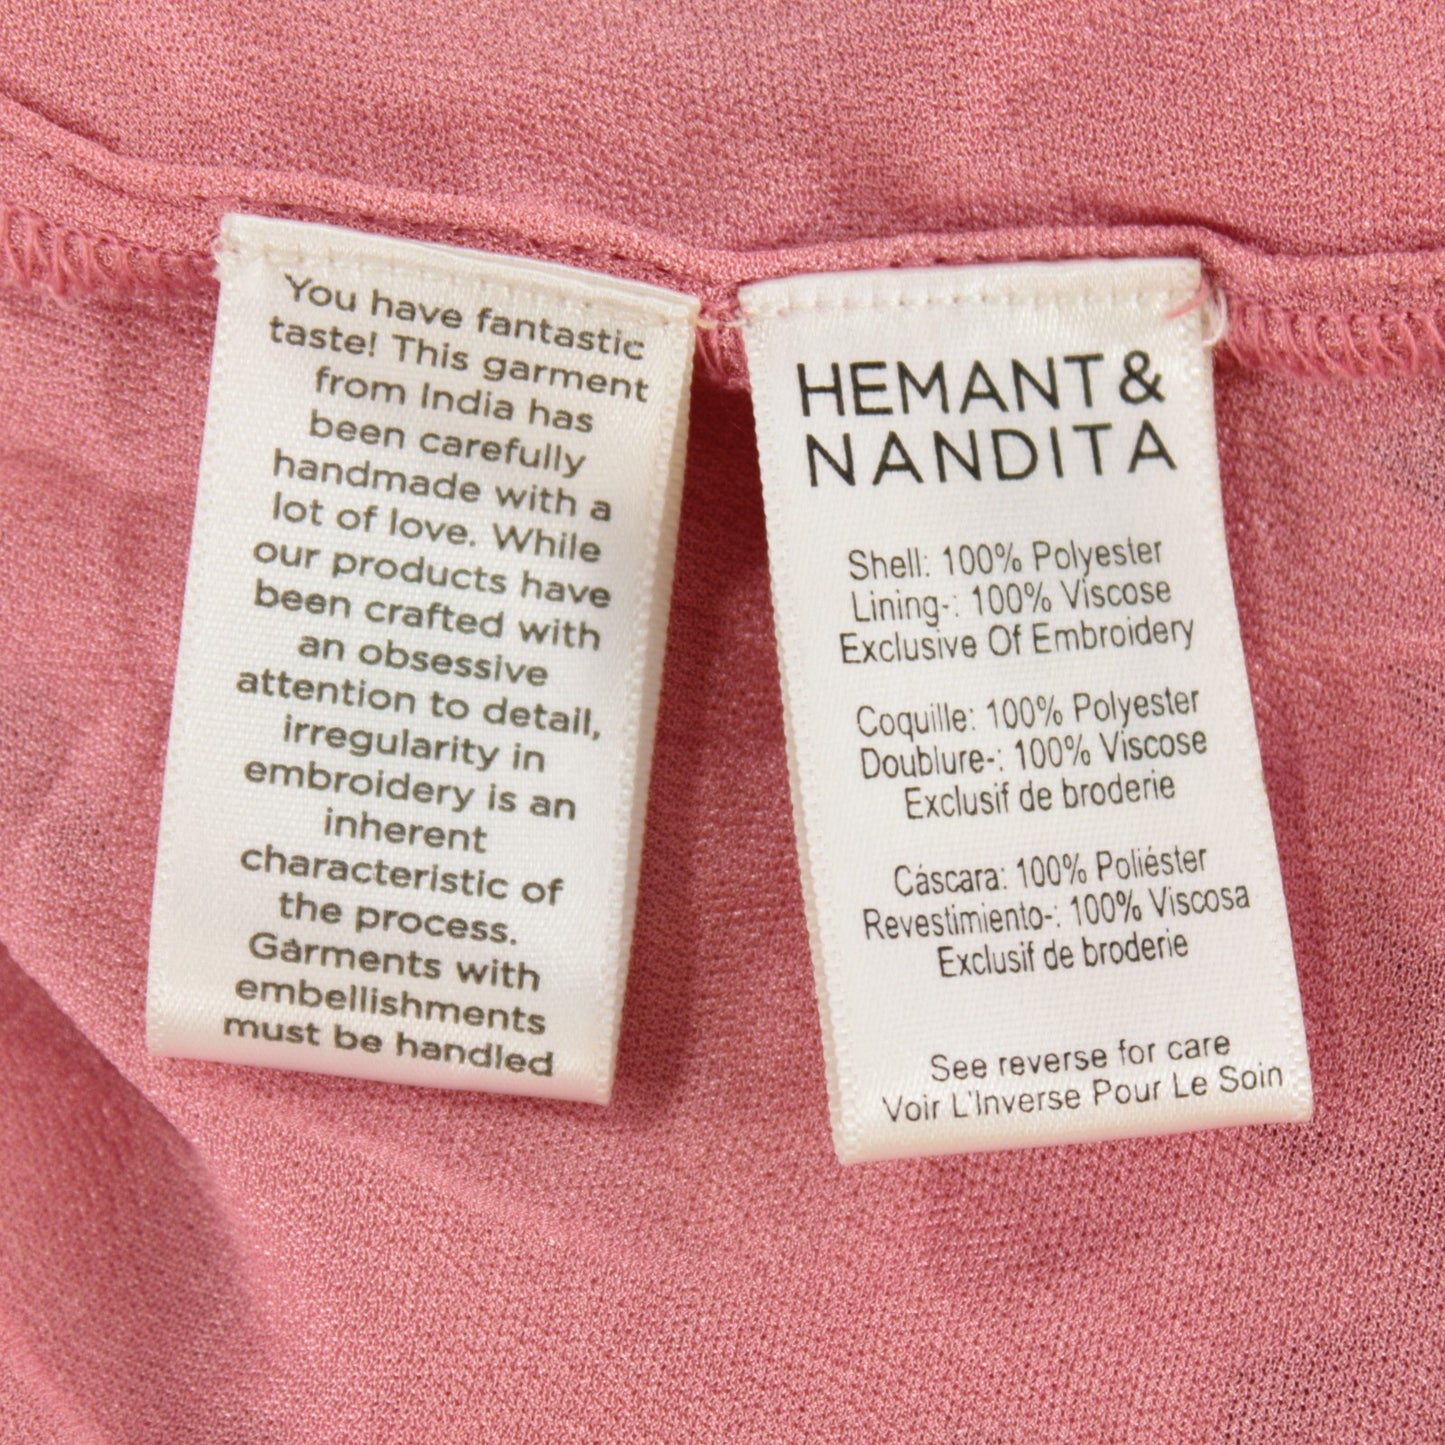 You have fantastic
taste! This garment
from India has
been carefully
handmade with a
lot of love. While
our products have
been crafted with
an obsessive
attention to detail,
irregularity in
embroidery is an
inherent
characteristic of
the process.
Garments with
embellishments
must be handled
HEMANT &
NANDITA
Shell: 100% Polyester
Lining-: 100% Viscose
Exclusive Of Embroidery
Coquille: 100% Polyester
Doublure-: 100% Viscose
Exclusif de broderie
Cáscara: 100% Poliéster
Revestimiento-: 100% Viscosa
Exclusif de broderie
See reverse for care
Voir L'Inverse Pour Le Soin